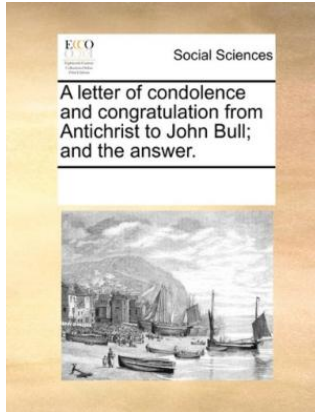 ECCO
Social Sciences
A letter of condolence
and congratulation from
Antichrist to John Bull;
and the answer.